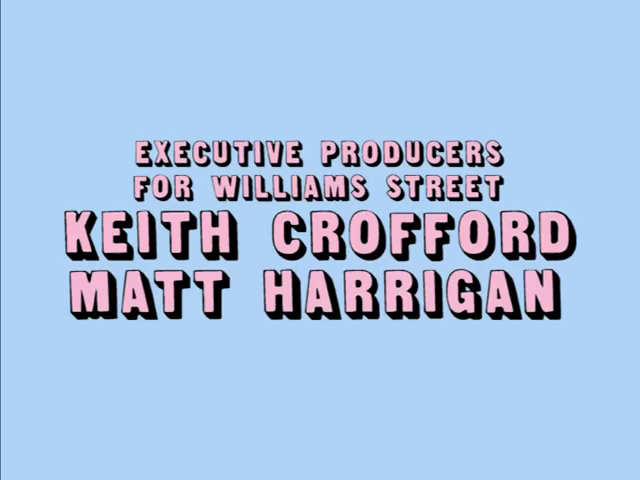 EXECUTIVE PRODUCERS
FOR WILLIAMS STREET
KEITH CROFFORD
MATT HARRIGAN